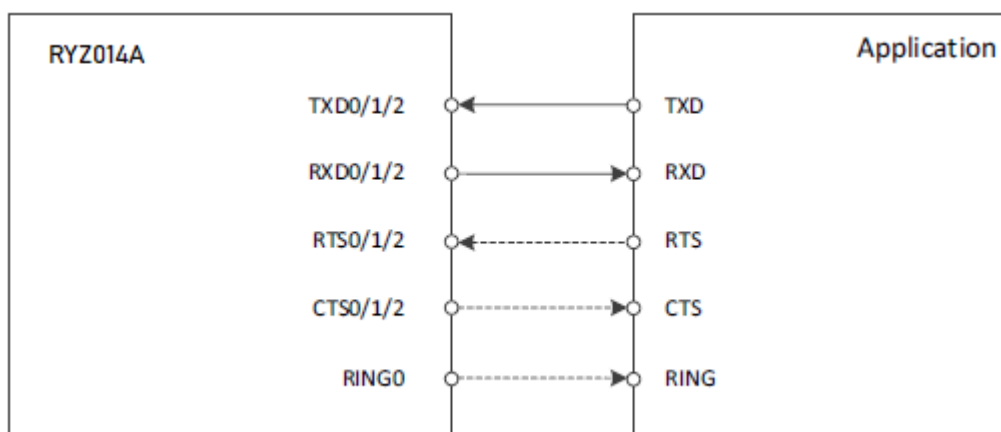 RYZ014A
Application
TXD0/1/2
TXD
RXD0/1/2
RXD
RTS0/1/2
RTS
CTS0/1/2
CTS
RING0
RING